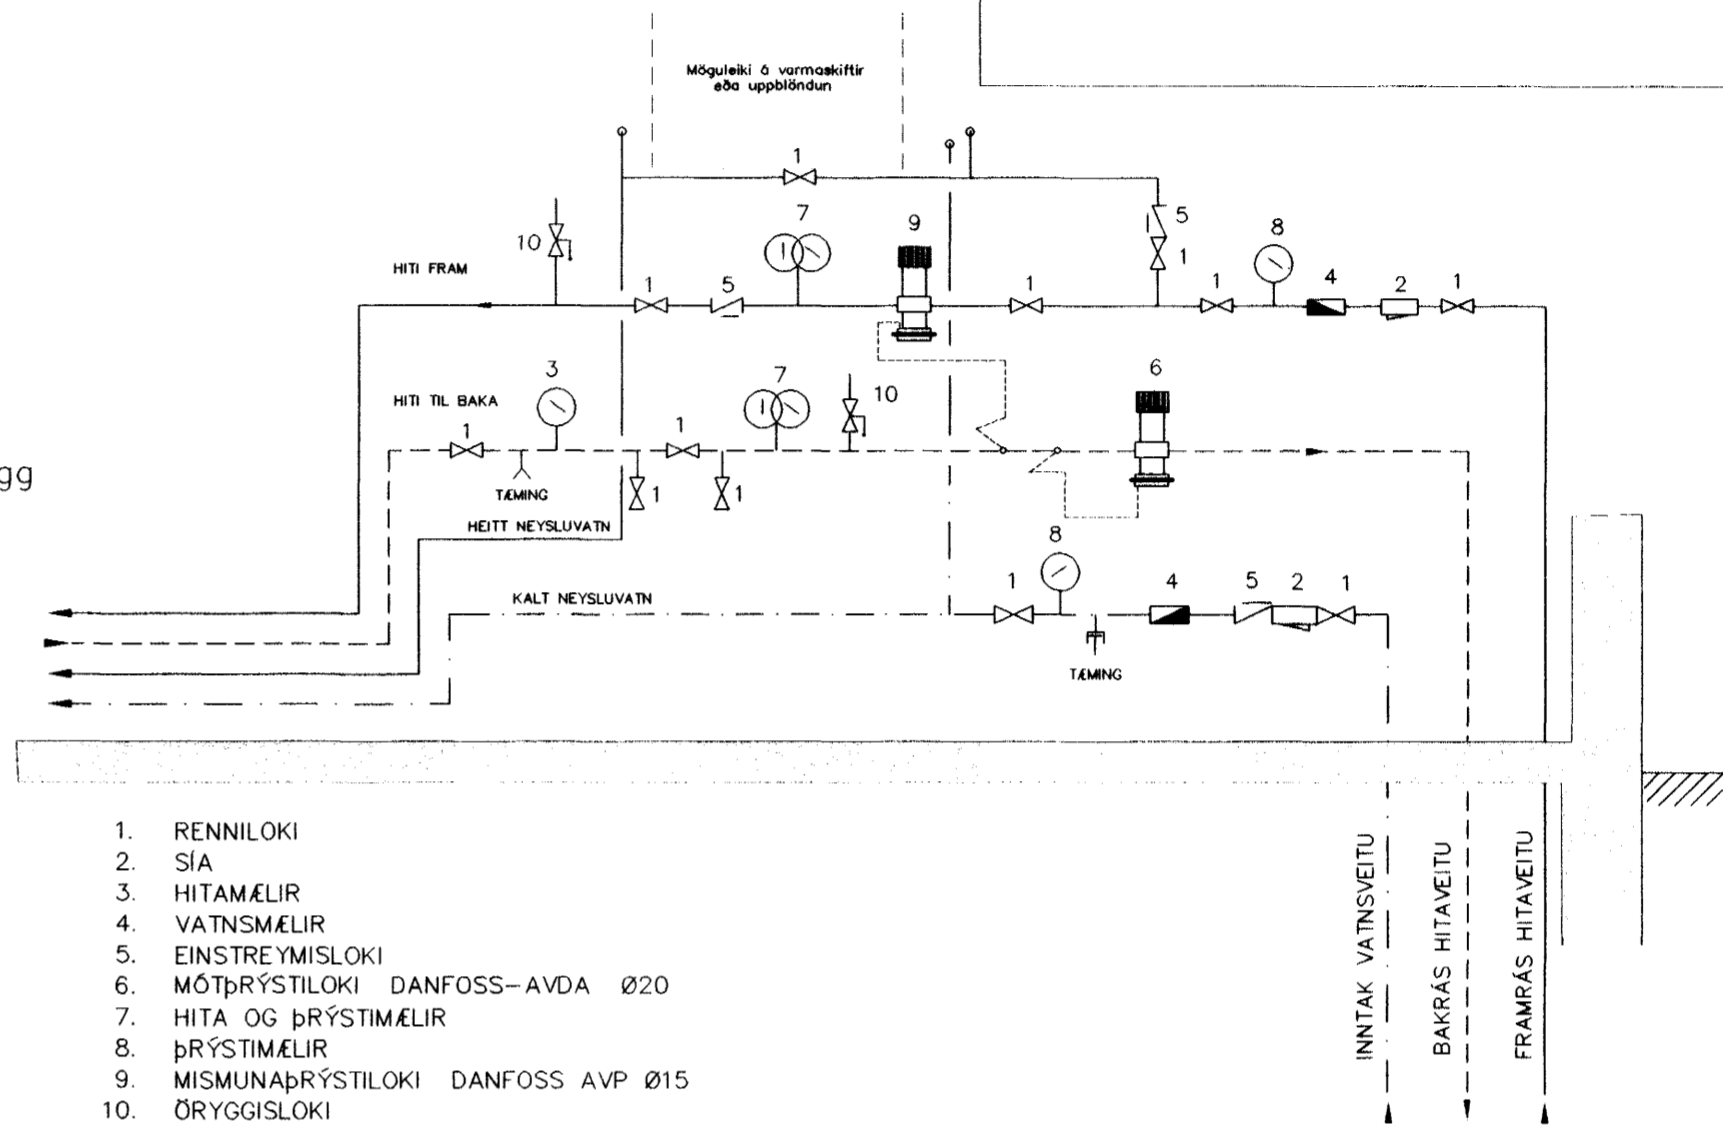 Möguleiki á varmaskiftir
eða uppblöndun
1
7
9
5
1
8
10
HITI FRAM
1
5
1
1
4
2
1
3
7
10
6
HITI TIL BAKA
1
1
gg
TÆMING
1
1
HEITT NEYSLUVATN
8
KALT NEYSLUVATN
1
4
5
2
1
TÆMING
1. RENNILOKI
2. SÍA
3. HITAMÆLIR
4. VATNSMÆLIR
5. EINSTREYMISLOKI
6. MÓTÞRÝSTILOKI DANFOSS-AVDA Ø20
7. HITA OG ÞRÝSTIMÆLIR
8. ÞRÝSTIMÆLIR
9. MISMUNAÞRÝSTILOKI DANFOSS AVP Ø15
10. ÖRYGGISLOKI
INNTAK VATNSVEITU
BAKRÁS HITAVEITU
FRAMRÁS HITAVEITU